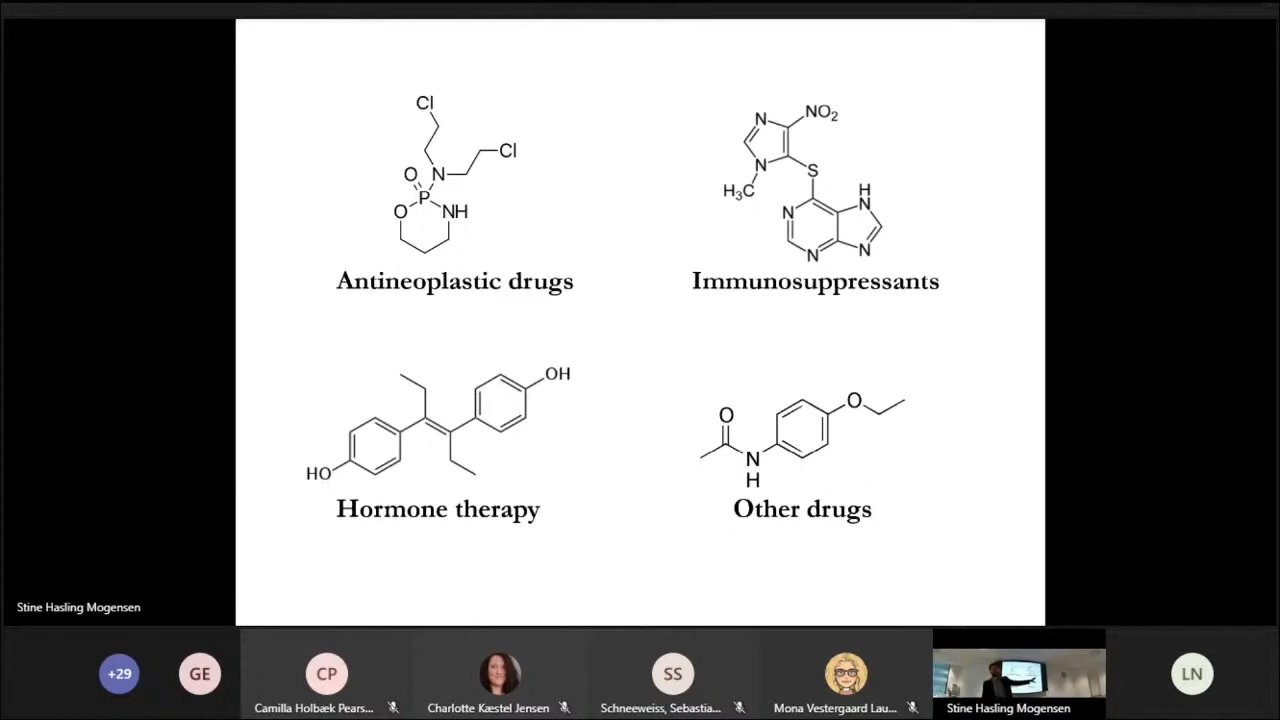 Cl
Cl
O
N
P
O
NH
Antineoplastic drugs
N
NO2
N
S
H3C
H
N
N
N
N
Immunosuppressants
OH
HO
Hormone therapy
O
O
N
H
Other drugs
Stine Hasling Mogensen
+29
GE
CP
SS
LN
Camilla Holbæk Pears...
Charlotte Kæstel Jensen
Schneeweiss, Sebastia...
Mona Vestergaard Lau...
Stine Hasling Mogensen